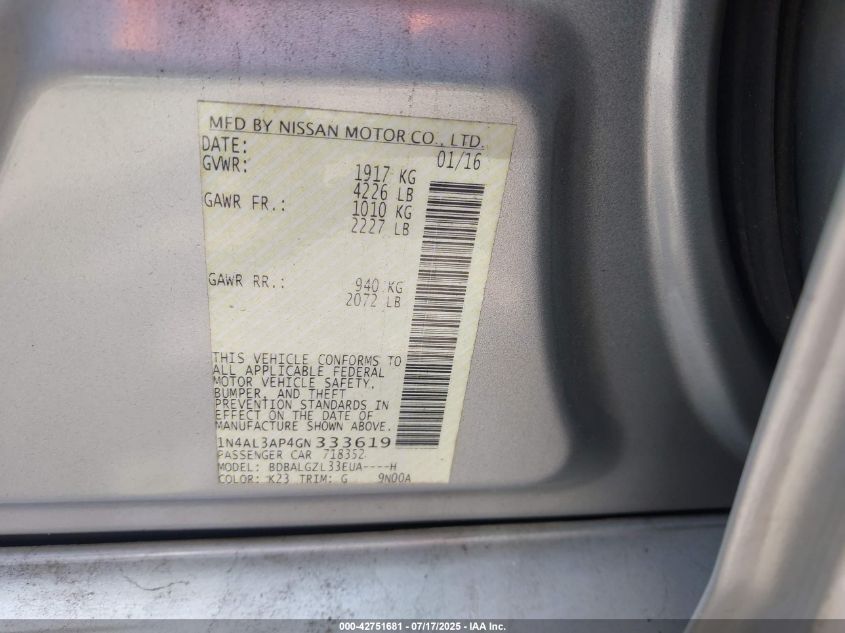 MFD BY NISSAN MOTOR CO., LTD.
DATE: 01/16
GVWR: 1917 KG
4226 LB
GAWR FR.: 1010 KG
2227 LB
GAWR RR.: 940 KG
2072 LB
THIS VEHICLE CONFORMS TO
ALL APPLICABLE FEDERAL
MOTOR VEHICLE SAFETY,
BUMPER, AND THEFT
PREVENTION STANDARDS IN
EFFECT ON THE DATE OF
MANUFACTURE SHOWN ABOVE.
1N4AL3AP4GN333619
PASSENGER CAR 718352
MODEL: BDBALGZL33EUA----H
COLOR: K23 TRIM: G 9N00A
000-42751681 - 07/17/2025 - IAA Inc.